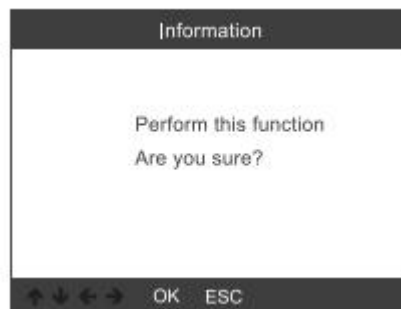 Information
Perform this function
Are you sure?
OK ESC